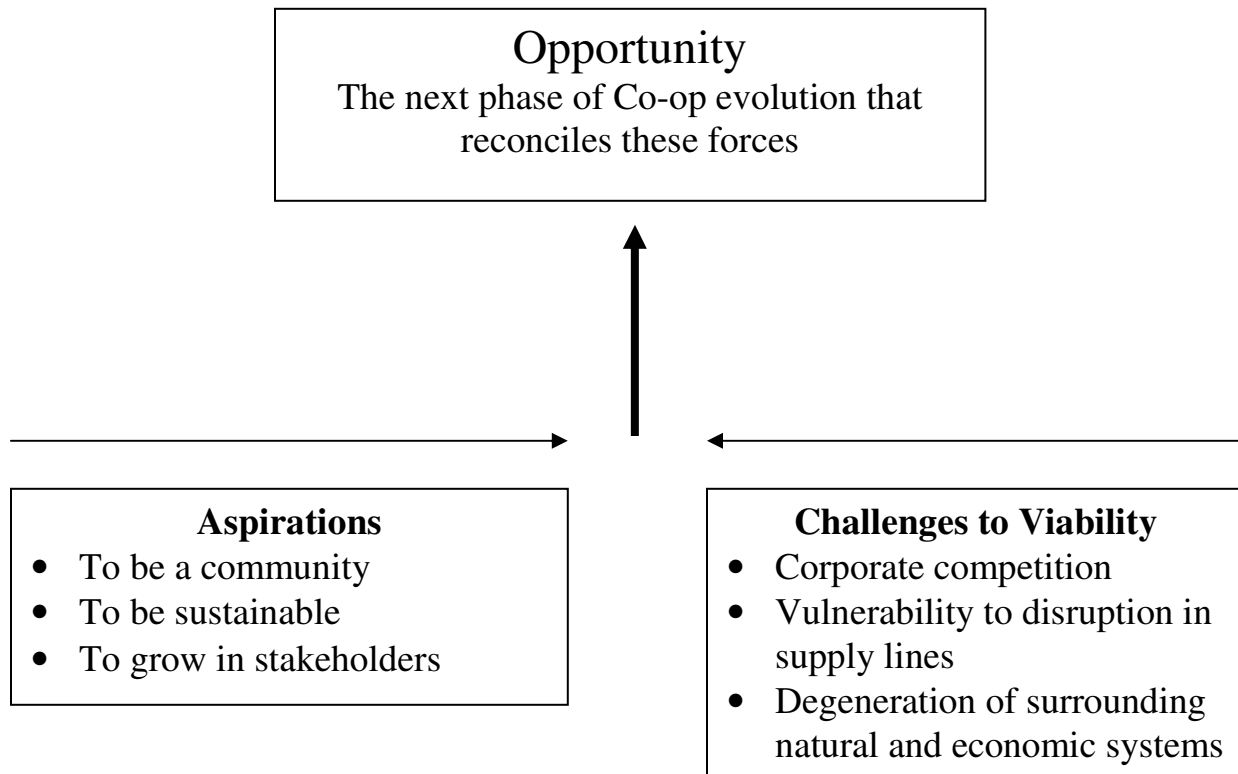 Opportunity
The next phase of Co-op evolution that
reconciles these forces
Aspirations
• To be a community
• To be sustainable
• To grow in stakeholders
Challenges to Viability
• Corporate competition
• Vulnerability to disruption in
supply lines
• Degeneration of surrounding
natural and economic systems